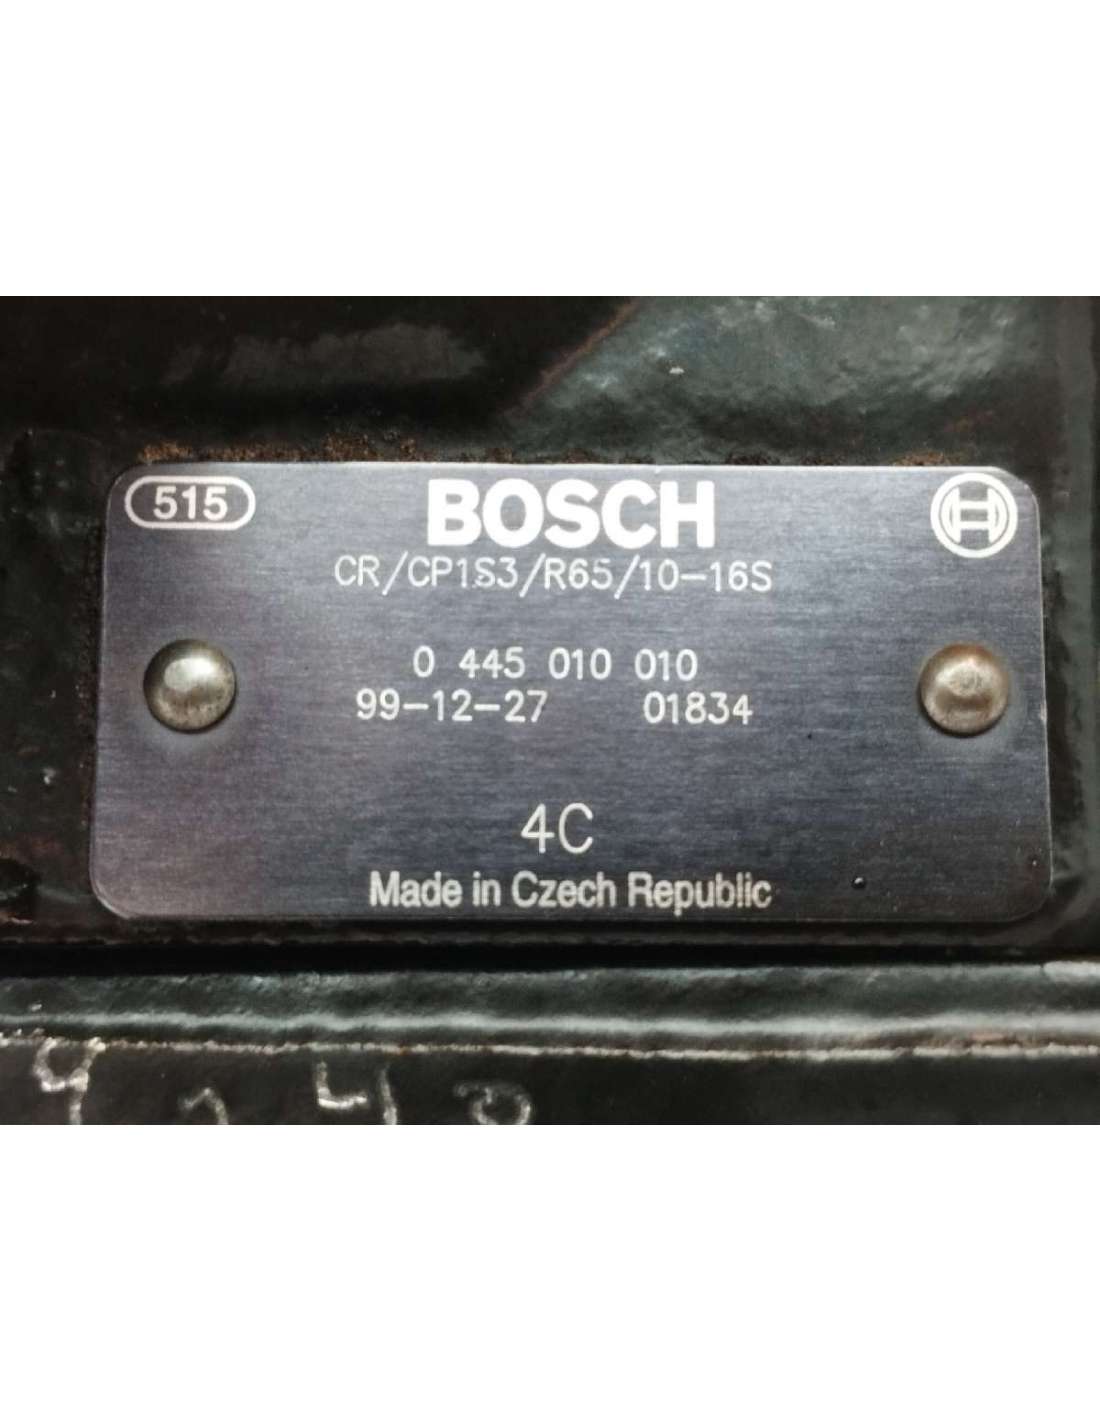 515
BOSCH
CR/CP1S3/R65/10-16S
0 445 010 010
99-12-27 01834
4C
Made in Czech Republic